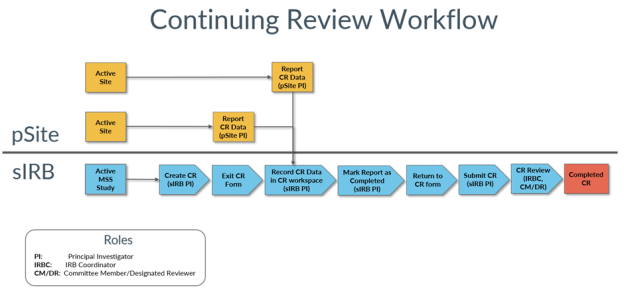 Continuing Review Workflow
Active
Site
Report
CR Data
(pSite PI)
Active
Site
Report
CR Data
(pSite PI)
pSite
sIRB
Active
MSS
Study
Create CR
(sIRB PI)
Exit CR
Form
Record CR Data
in CR workspace
(sIRB PI)
Mark Report as
Completed
(sIRB PI)
Return to
CR form
Submit CR
(sIRB PI)
CR Review
(IRBC,
CM/DR)
Completed
CR
Roles
PI: Principal Investigator
IRBC: IRB Coordinator
CM/DR: Committee Member/Designated Reviewer